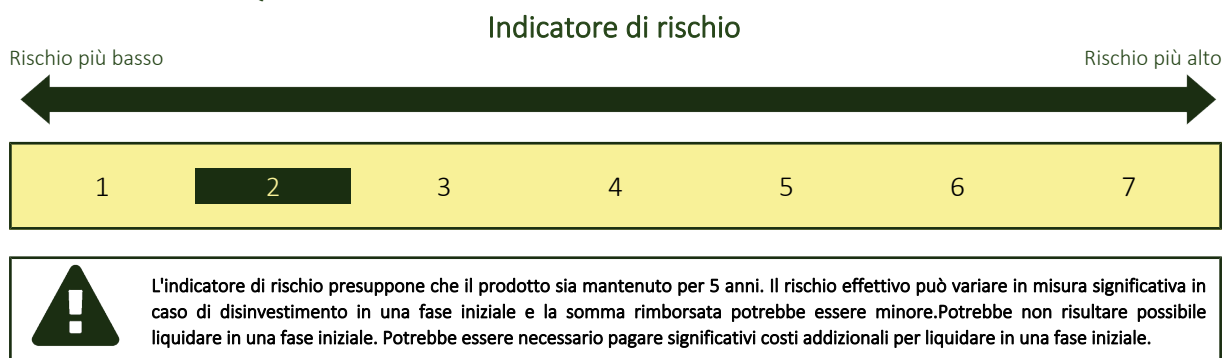 Indicatore di rischio
Rischio più basso
Rischio più alto
1 2 3 4 5 6 7
L'indicatore di rischio presuppone che il prodotto sia mantenuto per 5 anni. Il rischio effettivo può variare in misura significativa in
caso di disinvestimento in una fase iniziale e la somma rimborsata potrebbe essere minore.Potrebbe non risultare possibile
liquidare in una fase iniziale. Potrebbe essere necessario pagare significativi costi addizionali per liquidare in una fase iniziale.